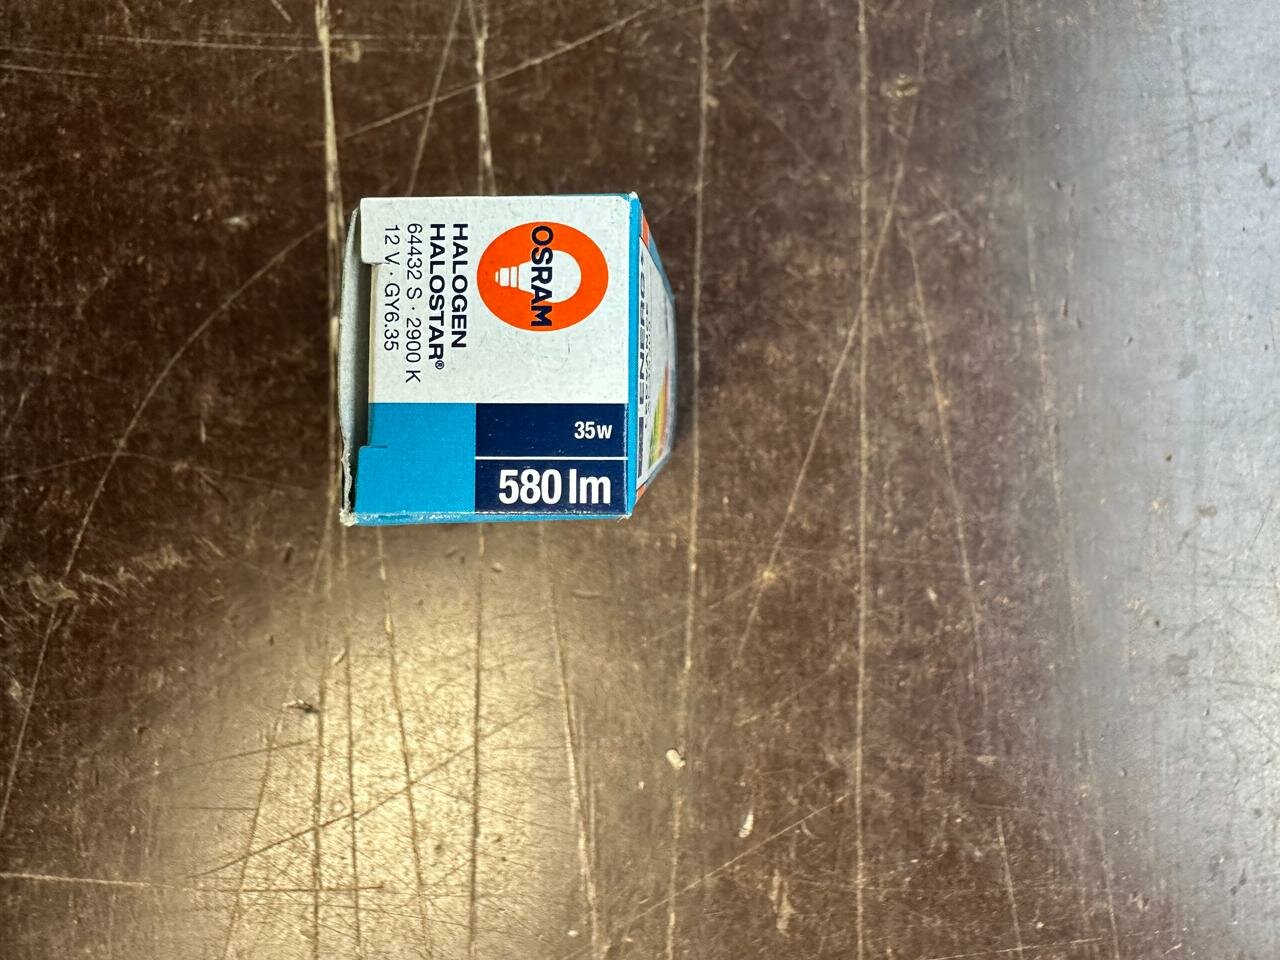 OSRAM
HALOGEN
HALOSTAR®
64432 S · 2900 K
12 V · GY6.35
35w
580 lm